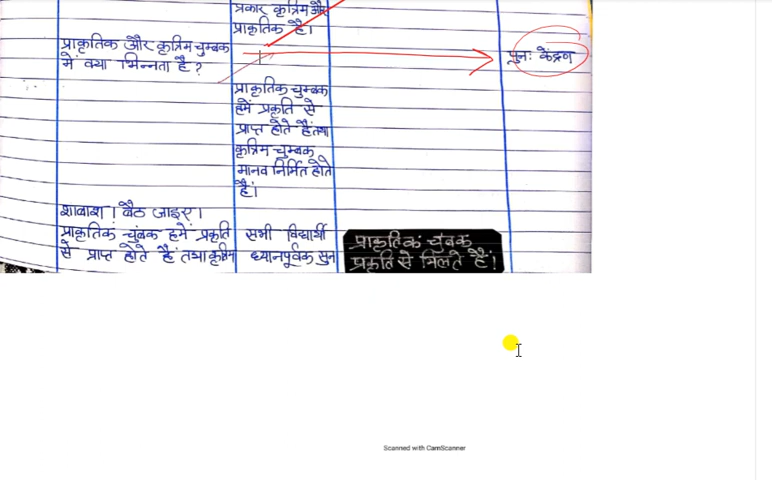 प्रकार कृत्रिम और
प्राकृतिक है।
प्राकृतिक और कृत्रिम चुम्बक
में क्या भिन्नता है?
पुनः केंद्रण
प्राकृतिक चुम्बक
हमें प्रकृति से
प्राप्त होते हैं तथा
कृत्रिम चुम्बक
मानव निर्मित होते
हैं।
शाबाश। बैठ जाइए।
प्राकृतिक चुंबक हमें प्रकृति
से प्राप्त होते हैं तथा कृत्रिम
सभी विद्यार्थी
ध्यानपूर्वक सुन
प्राकृतिक चुंबक
प्रकृति से मिलते हैं।
Scanned with CamScanner